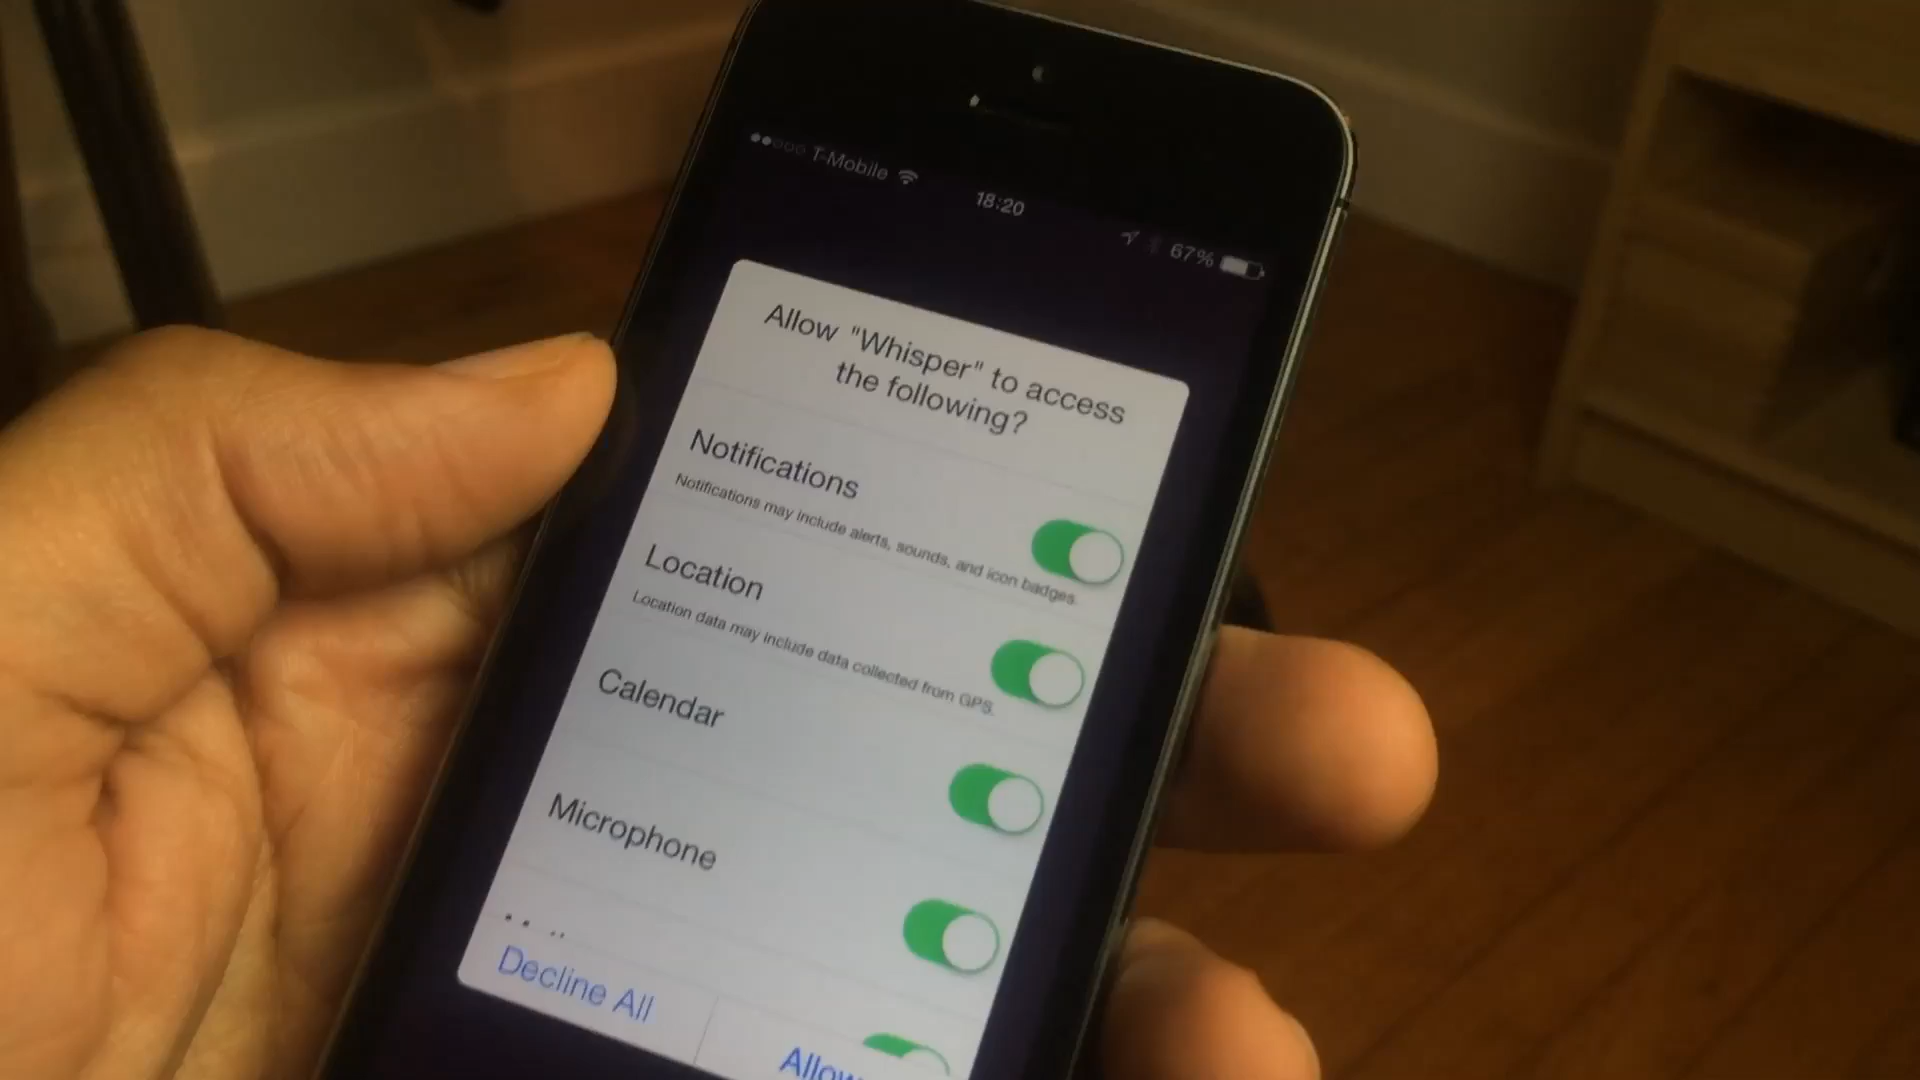 T-Mobile
18:20
67%
Allow "Whisper" to access
the following?
Notifications
Notifications may include alerts, sounds, and icon badges.
Location
Location data may include data collected from GPS.
Calendar
Microphone
Decline All
Allow